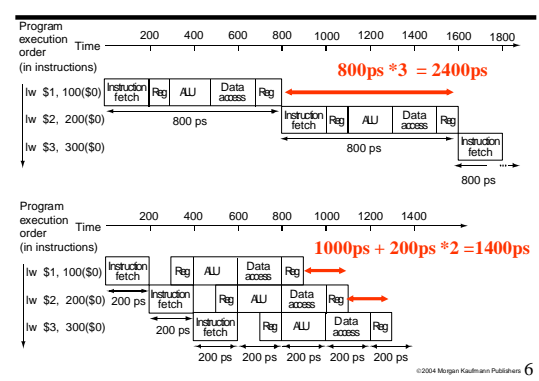 Program
execution
order
(in instructions)
Time
200 400 600 800 1000 1200 1400 1600 1800
800ps *3 = 2400ps
lw $1, 100($0)
Instruction fetch Reg ALU Data access Reg
lw $2, 200($0)
800 ps
Instruction fetch Reg ALU Data access Reg
lw $3, 300($0)
800 ps
Instruction fetch
...
800 ps
Program
execution
order
(in instructions)
Time
200 400 600 800 1000 1200 1400
1000ps + 200ps *2 =1400ps
lw $1, 100($0)
Instruction fetch Reg ALU Data access Reg
lw $2, 200($0)
200 ps
Instruction fetch Reg ALU Data access Reg
lw $3, 300($0)
200 ps
Instruction fetch Reg ALU Data access Reg
200 ps 200 ps 200 ps 200 ps 200 ps
©2004 Morgan Kaufmann Publishers 6